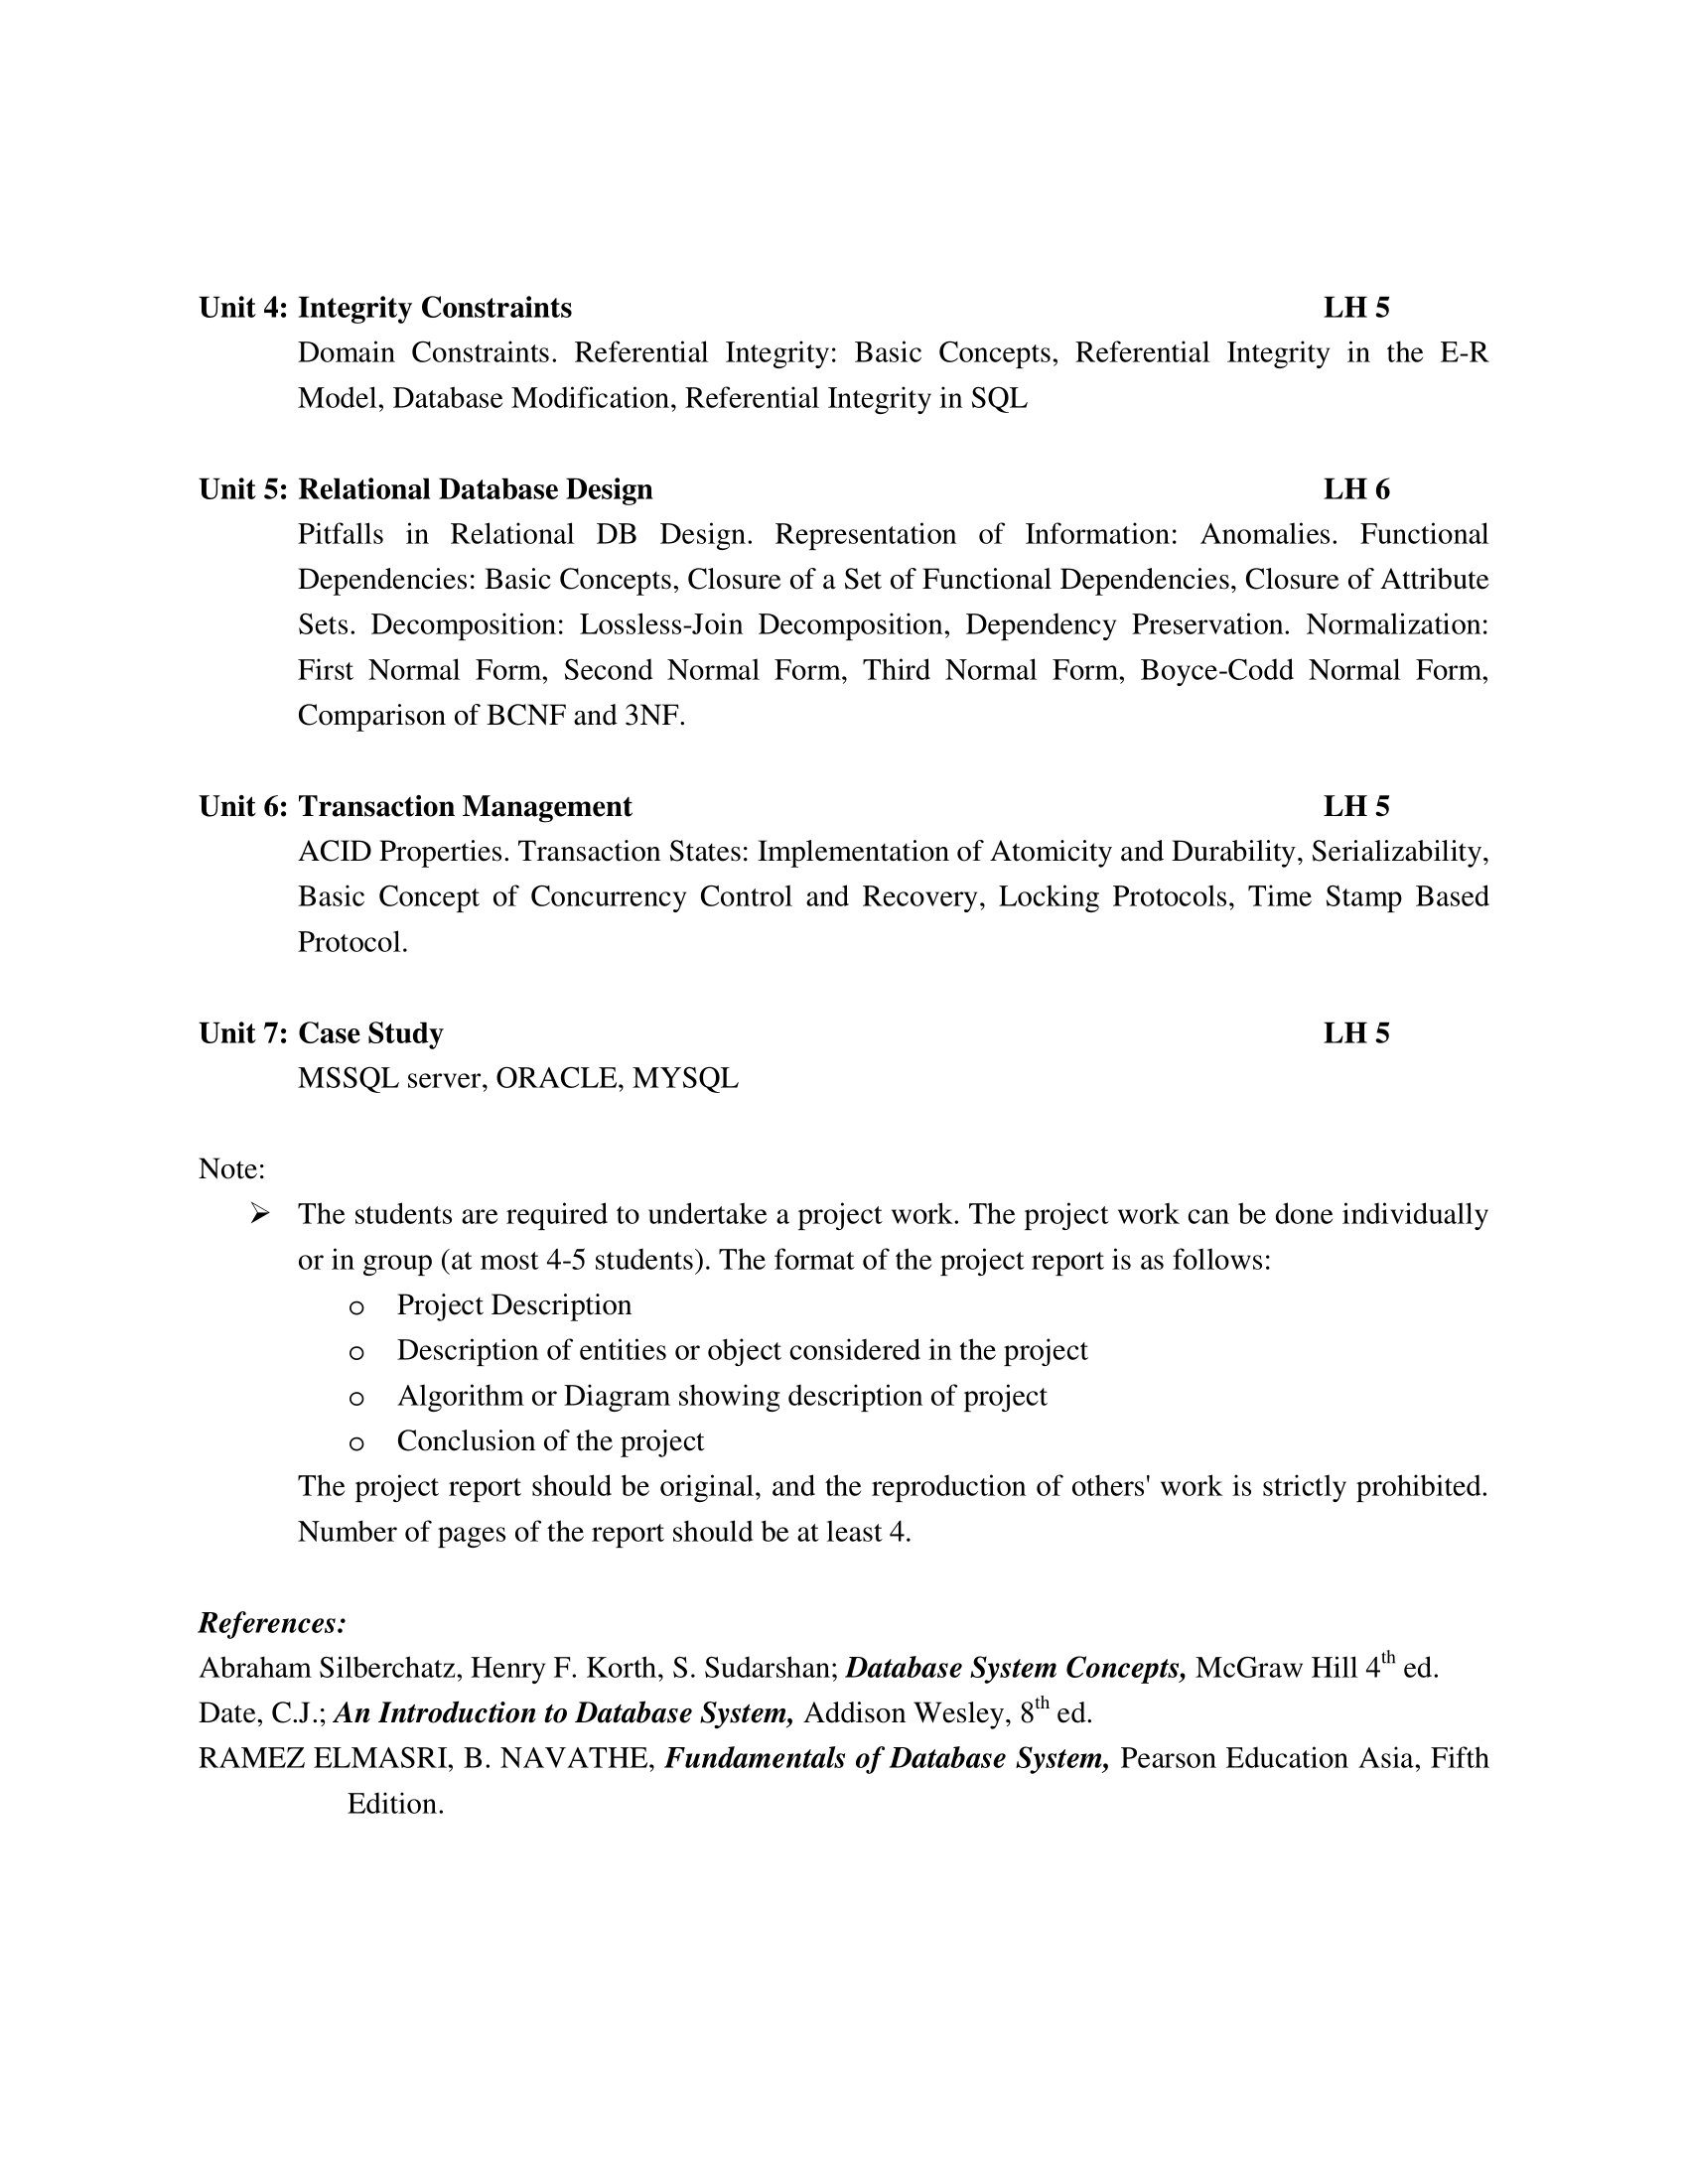 Unit 4: Integrity Constraints LH 5
Domain Constraints. Referential Integrity: Basic Concepts, Referential Integrity in the E-R
Model, Database Modification, Referential Integrity in SQL
Unit 5: Relational Database Design LH 6
Pitfalls in Relational DB Design. Representation of Information: Anomalies. Functional
Dependencies: Basic Concepts, Closure of a Set of Functional Dependencies, Closure of Attribute
Sets. Decomposition: Lossless-Join Decomposition, Dependency Preservation. Normalization:
First Normal Form, Second Normal Form, Third Normal Form, Boyce-Codd Normal Form,
Comparison of BCNF and 3NF.
Unit 6: Transaction Management LH 5
ACID Properties. Transaction States: Implementation of Atomicity and Durability, Serializability,
Basic Concept of Concurrency Control and Recovery, Locking Protocols, Time Stamp Based
Protocol.
Unit 7: Case Study LH 5
MSSQL server, ORACLE, MYSQL
Note:
➢ The students are required to undertake a project work. The project work can be done individually
or in group (at most 4-5 students). The format of the project report is as follows:
o Project Description
o Description of entities or object considered in the project
o Algorithm or Diagram showing description of project
o Conclusion of the project
The project report should be original, and the reproduction of others' work is strictly prohibited.
Number of pages of the report should be at least 4.
References:
Abraham Silberchatz, Henry F. Korth, S. Sudarshan; Database System Concepts, McGraw Hill 4th ed.
Date, C.J.; An Introduction to Database System, Addison Wesley, 8th ed.
RAMEZ ELMASRI, B. NAVATHE, Fundamentals of Database System, Pearson Education Asia, Fifth
Edition.